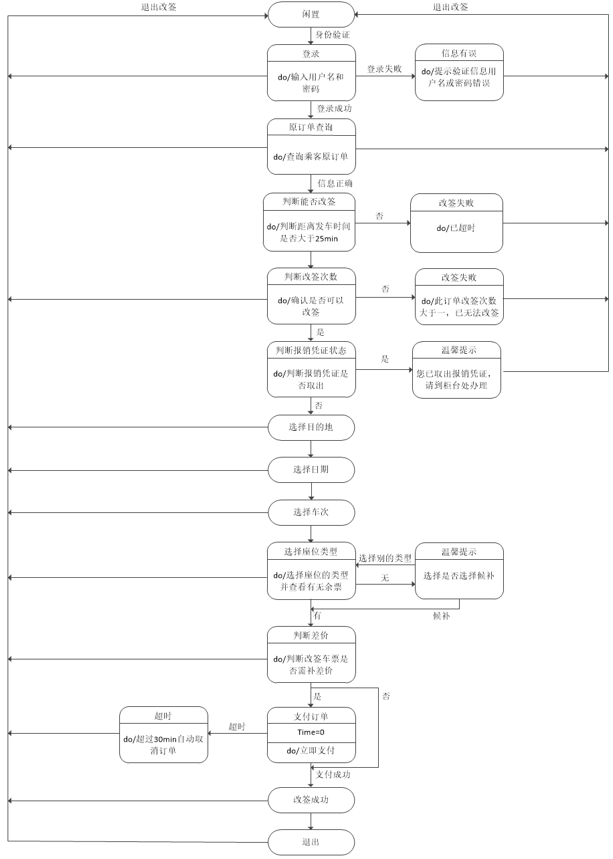 退出改签
闲置
退出改签
身份验证
登录
do/输入用户名和
密码
登录失败
信息有误
do/提示验证信息用
户名或密码错误
登录成功
原订单查询
do/查询乘客原订单
信息正确
判断能否改签
do/判断距离发车时间
是否大于25min
否
改签失败
do/已超时
判断改签次数
do/确认是否可以
改签
否
改签失败
do/此订单改签次数
大于一，已无法改签
是
判断报销凭证状态
do/判断报销凭证是
否取出
是
温馨提示
您已取出报销凭证，
请到柜台处办理
否
选择目的地
选择日期
选择车次
选择座位类型
do/选择座位的类型
并查看有无余票
选择别的类型
无
温馨提示
选择是否选择候补
有
候补
判断差价
do/判断改签车票是
否需补差价
是
否
超时
do/超过30min自动取
消订单
超时
支付订单
Time=0
do/立即支付
支付成功
改签成功
退出